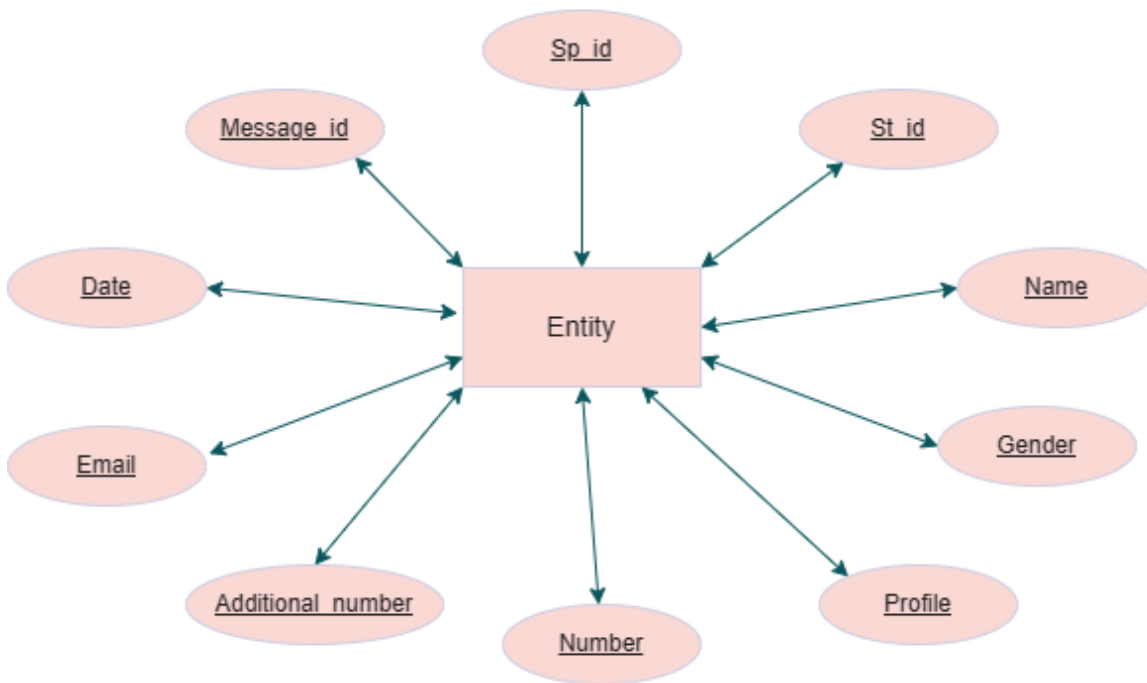 Sp_id
Message_id
St_id
Date
Name
Entity
Email
Gender
Additional_number
Profile
Number